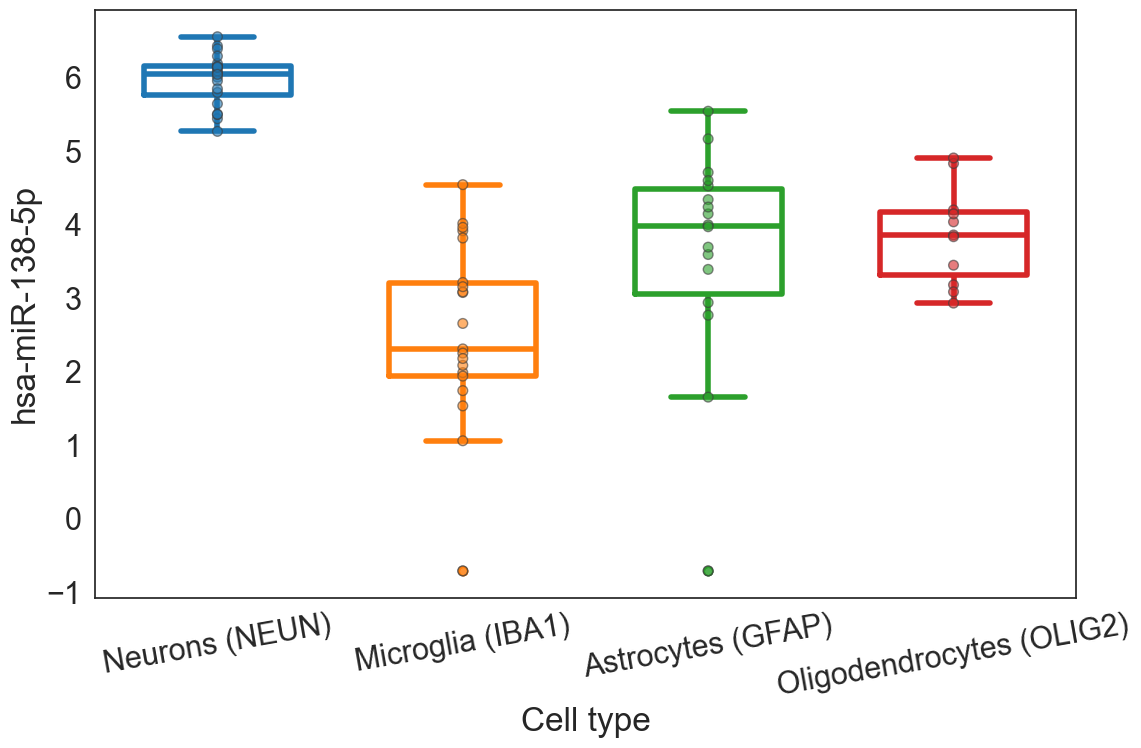 hsa-miR-138-5p
6
5
4
3
2
1
0
−1
Neurons (NEUN)
Microglia (IBA1)
Astrocytes (GFAP)
Oligodendrocytes (OLIG2)
Cell type